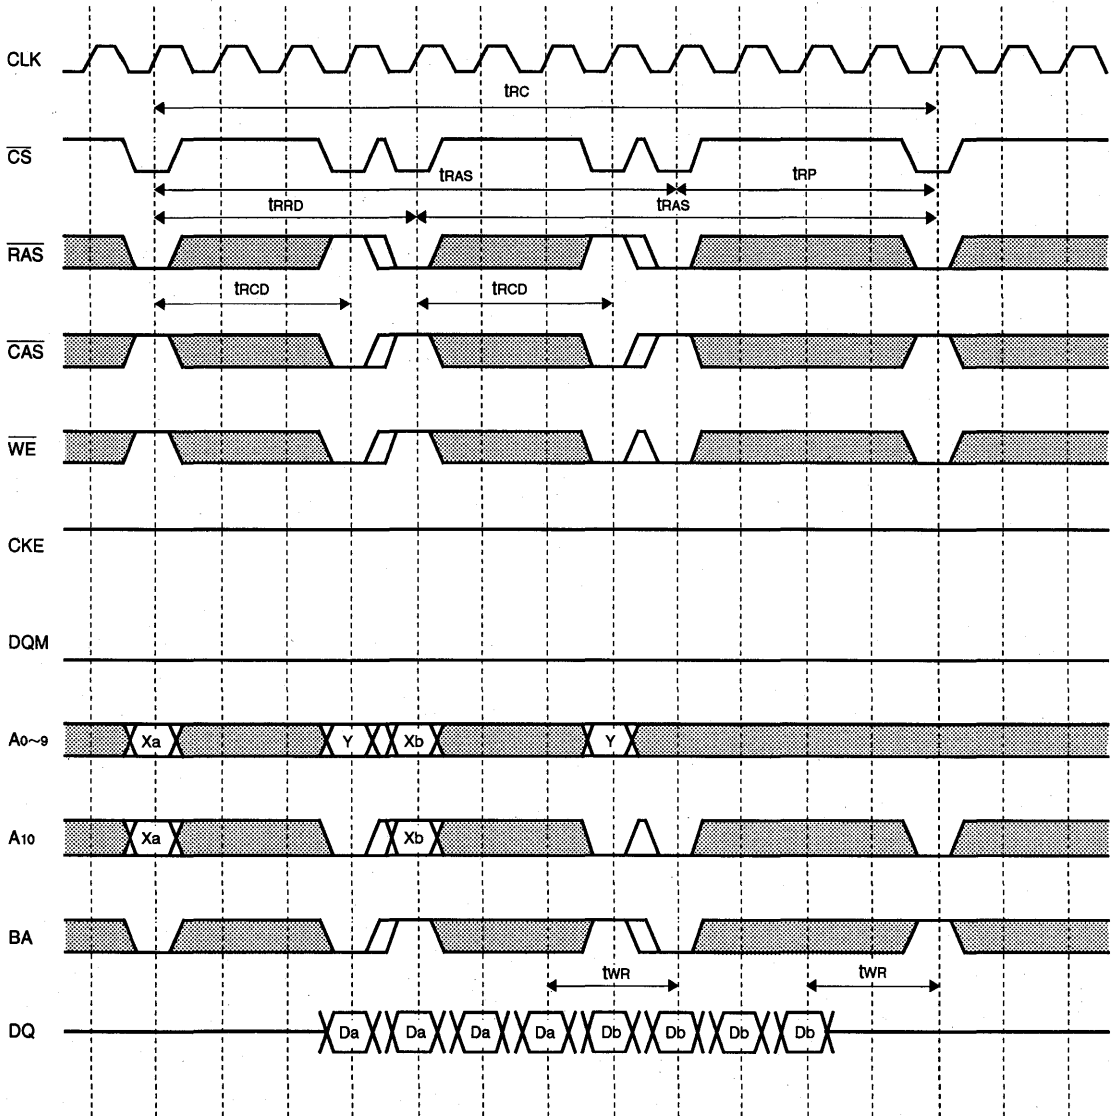 CLK
tRC
CS
tRAS tRP
tRRD tRAS
RAS
tRCD tRCD
CAS
WE
CKE
DQM
A0~9 Xa Y Xb Y
A10 Xa Xb
BA
tWR tWR
DQ Da Da Da Da Db Db Db Db